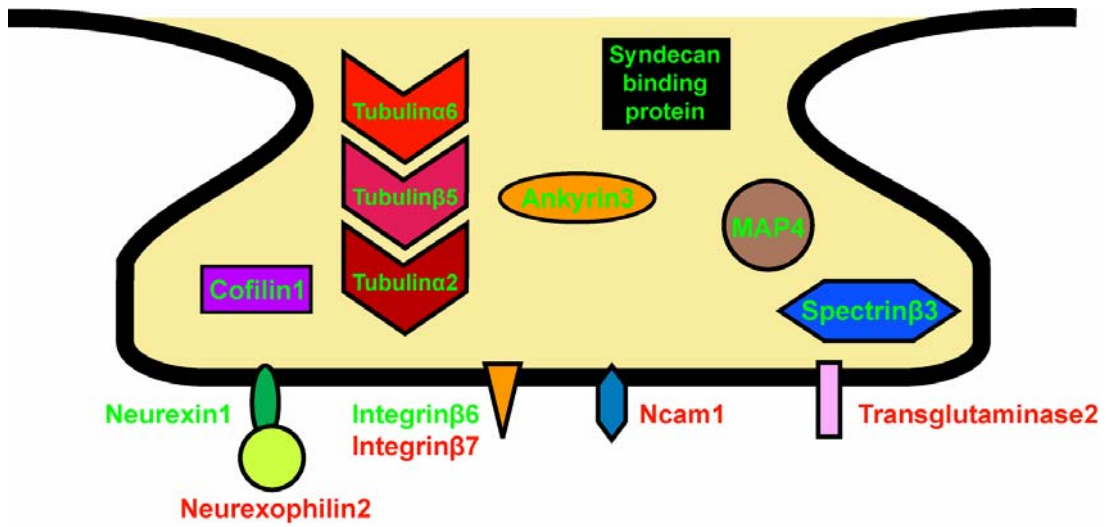 Syndecan
binding
protein
Tubulinα6
Tubulinβ5
Ankyrin3
MAP4
Tubulinα2
Cofilin1
Spectrinβ3
Neurexin1
Integrinβ6
Integrinβ7
Ncam1
Transglutaminase2
Neurexophilin2